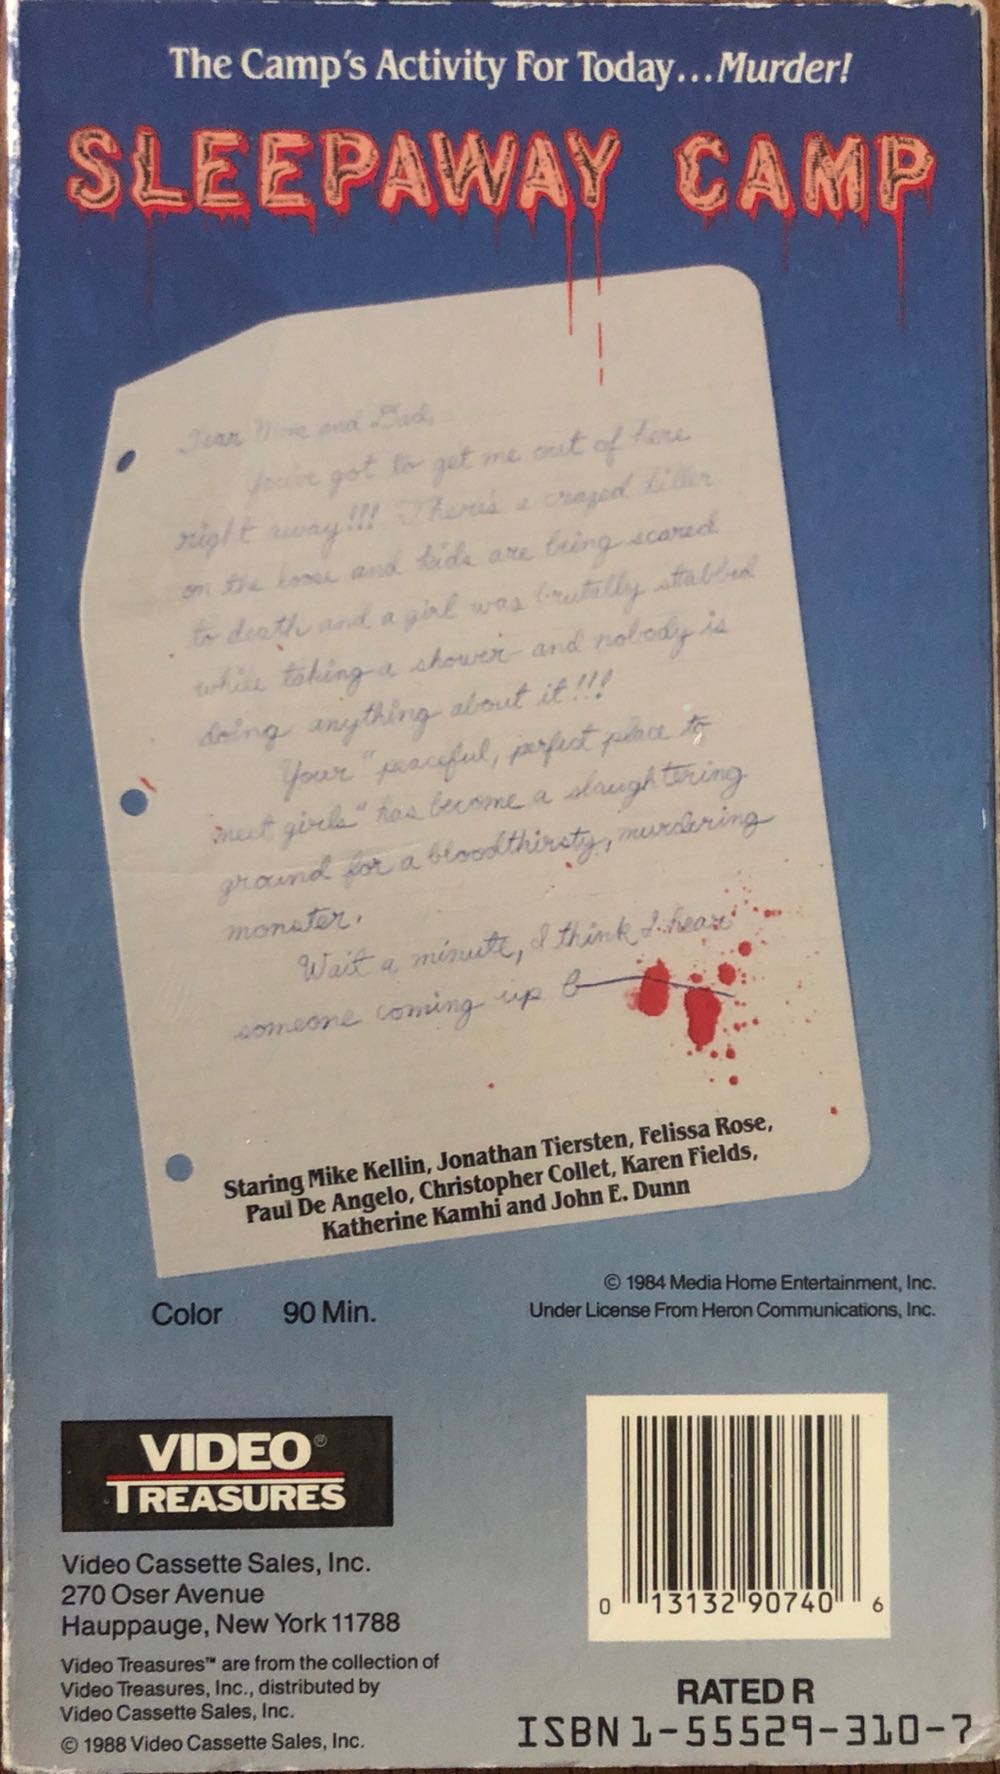 The Camp's Activity For Today...Murder!
SLEEPAWAY CAMP
Dear Mom and Dad,
You've got to get me out of here
right away!!! There's a crazed killer
on the loose and kids are being scared
to death and a girl was brutally stabbed
while taking a shower and nobody is
doing anything about it!!!
Your "peaceful, perfect place to
meet girls" has become a slaughtering
ground for a bloodthirsty, murdering
monster.
Wait a minute, I think I hear
someone coming up b
Staring Mike Kellin, Jonathan Tiersten, Felissa Rose,
Paul De Angelo, Christopher Collet, Karen Fields,
Katherine Kamhi and John E. Dunn
© 1984 Media Home Entertainment, Inc.
Under License From Heron Communications, Inc.
Color 90 Min.
VIDEO®
TREASURES
Video Cassette Sales, Inc.
270 Oser Avenue
Hauppauge, New York 11788
Video Treasures™ are from the collection of
Video Treasures, Inc., distributed by
Video Cassette Sales, Inc.
© 1988 Video Cassette Sales, Inc.
0 13132 90740 6
RATED R
ISBN 1-55529-310-7